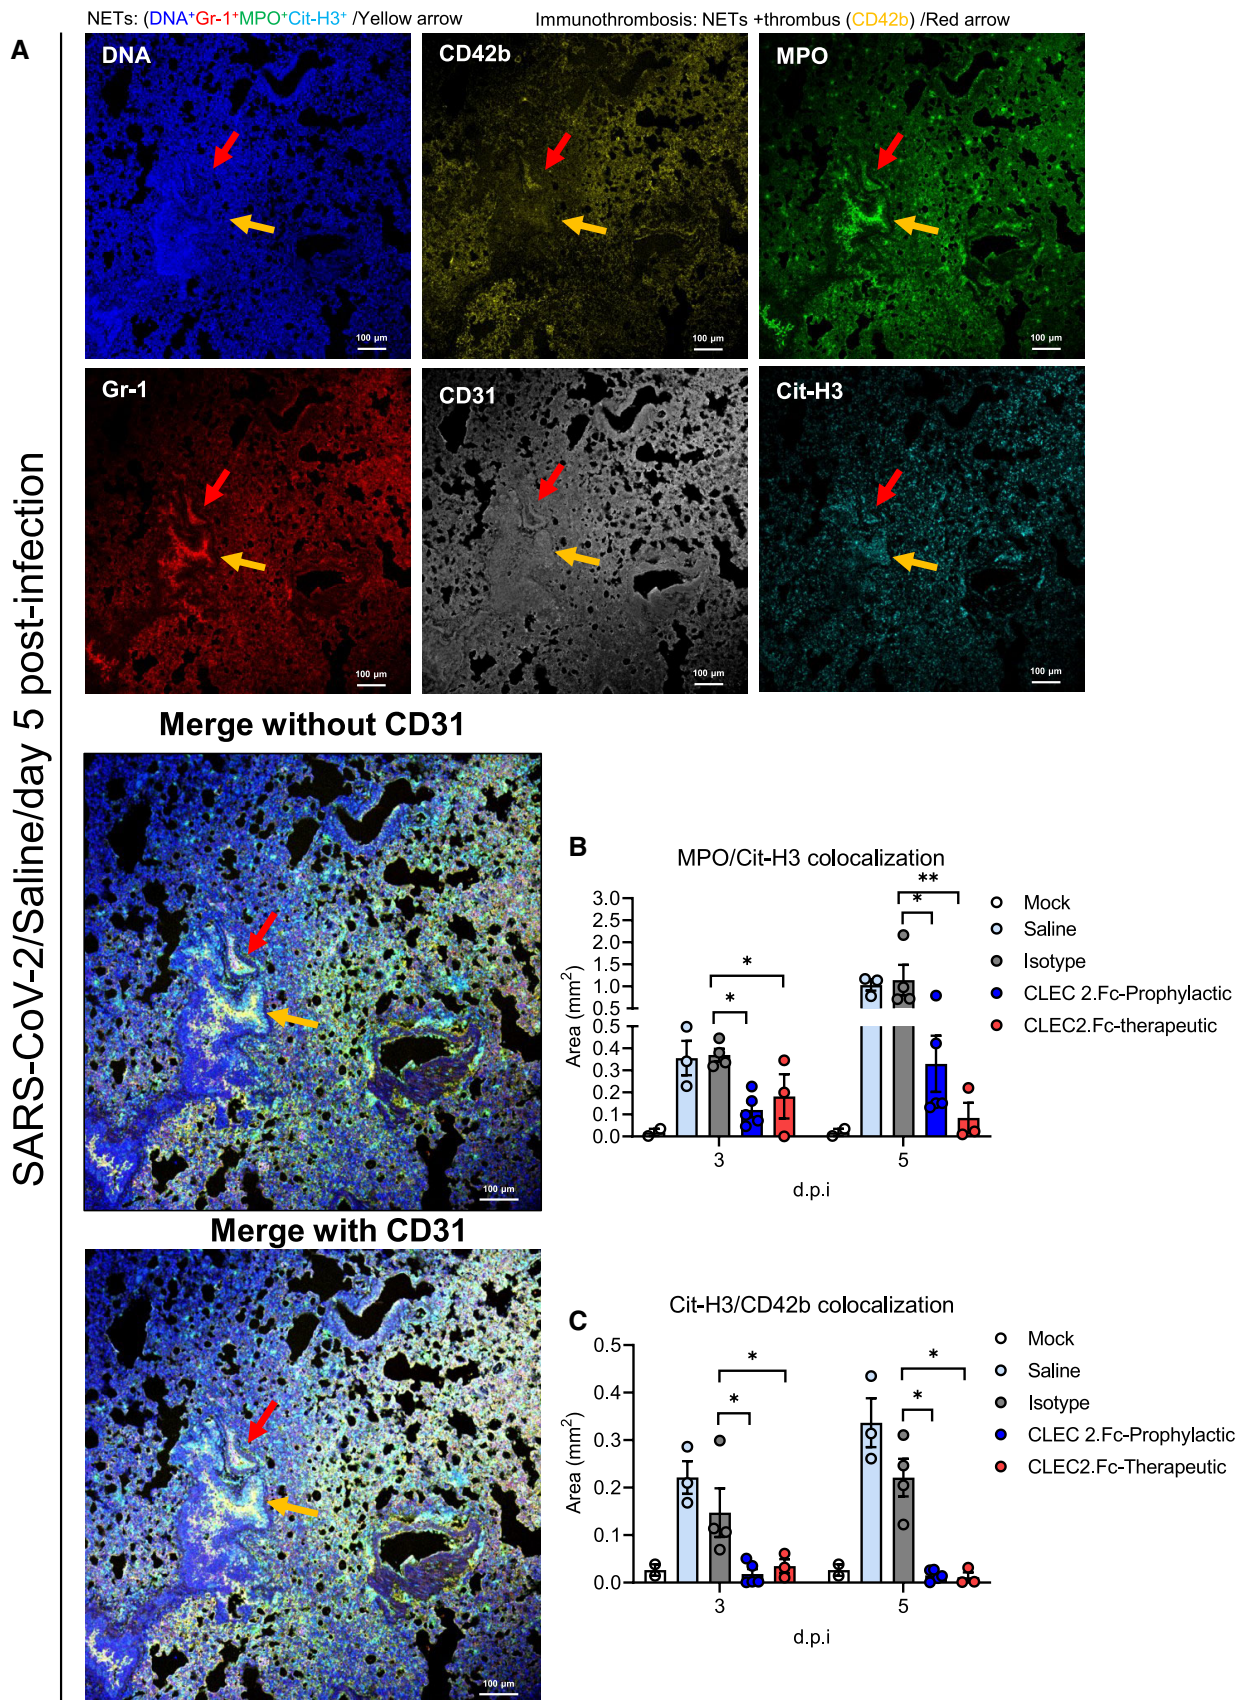 NETs: (DNA⁺Gr-1⁺MPO⁺Cit-H3⁺ /Yellow arrow
Immunothrombosis: NETs +thrombus (CD42b) /Red arrow
A
SARS-CoV-2/Saline/day 5 post-infection
DNA
100 µm
CD42b
100 µm
MPO
100 µm
Gr-1
100 µm
CD31
100 µm
Cit-H3
100 µm
Merge without CD31
100 µm
Merge with CD31
100 µm
B
MPO/Cit-H3 colocalization
Area (mm²)
3.0
2.5
2.0
1.5
1.0
0.5
0.5
0.4
0.3
0.2
0.1
0.0
*
*
*
**
3
5
d.p.i
Mock
Saline
Isotype
CLEC 2.Fc-Prophylactic
CLEC2.Fc-therapeutic
C
Cit-H3/CD42b colocalization
Area (mm²)
0.5
0.4
0.3
0.2
0.1
0.0
*
*
*
*
3
5
d.p.i
Mock
Saline
Isotype
CLEC 2.Fc-Prophylactic
CLEC2.Fc-Therapeutic